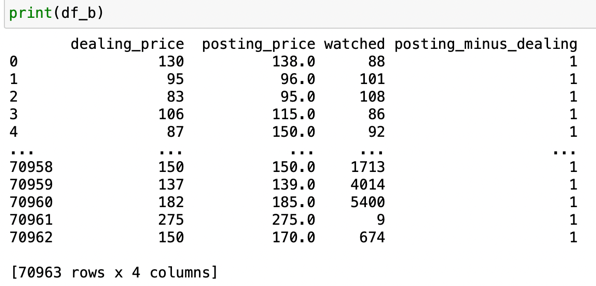 print(df_b)
dealing_price posting_price watched posting_minus_dealing
0 130 138.0 88 1
1 95 96.0 101 1
2 83 95.0 108 1
3 106 115.0 86 1
4 87 150.0 92 1
... ... ... ... ...
70958 150 150.0 1713 1
70959 137 139.0 4014 1
70960 182 185.0 5400 1
70961 275 275.0 9 1
70962 150 170.0 674 1
[70963 rows x 4 columns]